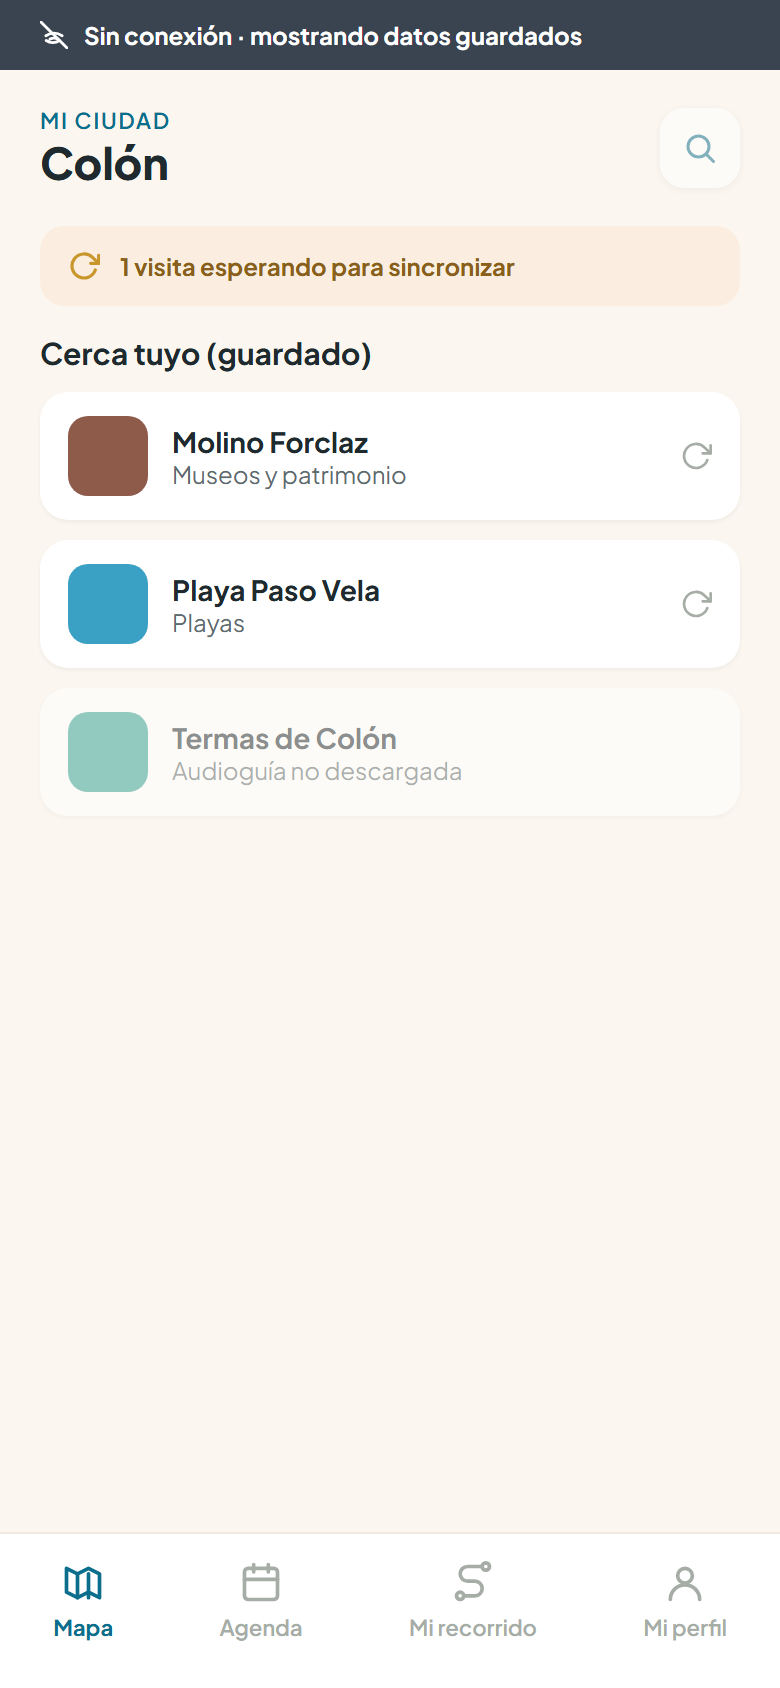 Sin conexión · mostrando datos guardados
MI CIUDAD
Colón
1 visita esperando para sincronizar
Cerca tuyo (guardado)
Molino Forclaz
Museos y patrimonio
Playa Paso Vela
Playas
Termas de Colón
Audioguía no descargada
Mapa
Agenda
Mi recorrido
Mi perfil